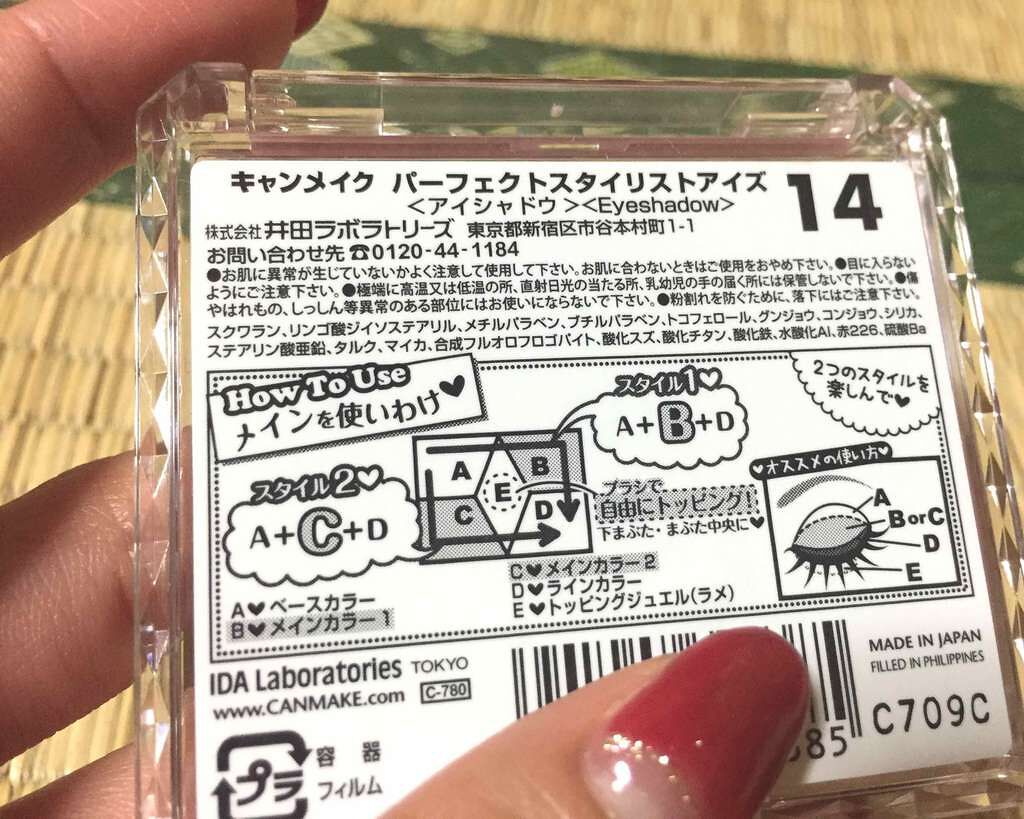 キャンメイク パーフェクトスタイリストアイズ 14
<アイシャドウ><Eyeshadow>
株式会社 井田ラボラトリーズ 東京都新宿区市谷本村町1-1
お問い合わせ先 ☎0120-44-1184
●お肌に異常が生じていないかよく注意して使用して下さい。お肌に合わないときはご使用をおやめ下さい。●目に入らない
ようにご注意下さい。●極端に高温又は低温の所、直射日光の当たる所、乳幼児の手の届く所には保管しないで下さい。●傷
やはれもの、しっしん等異常のある部位にはお使いにならないで下さい。●粉割れを防ぐために、落下にはご注意下さい。
スクワラン、リンゴ酸ジイソステアリル、メチルパラベン、ブチルパラベン、トコフェロール、グンジョウ、コンジョウ、シリカ、
ステアリン酸亜鉛、タルク、マイカ、合成フルオロフロゴパイト、酸化スズ、酸化チタン、酸化鉄、水酸化Al、赤226、硫酸Ba
How To Use
メインを使いわけ♥
スタイル1♥
A+B+D
2つのスタイルを
楽しんで♥
スタイル2♥
A+C+D
A
B
C
D
E
ブラシで
自由にトッピング!
下まぶた・まぶた中央に♥
♥オススメの使い方♥
A
B or C
D
E
A♥ベースカラー
B♥メインカラー1
C♥メインカラー2
D♥ラインカラー
E♥トッピングジュエル(ラメ)
IDA Laboratories TOKYO
www.CANMAKE.com C-780
MADE IN JAPAN
FILLED IN PHILIPPINES
C709C
385
プラ
容器
フィルム